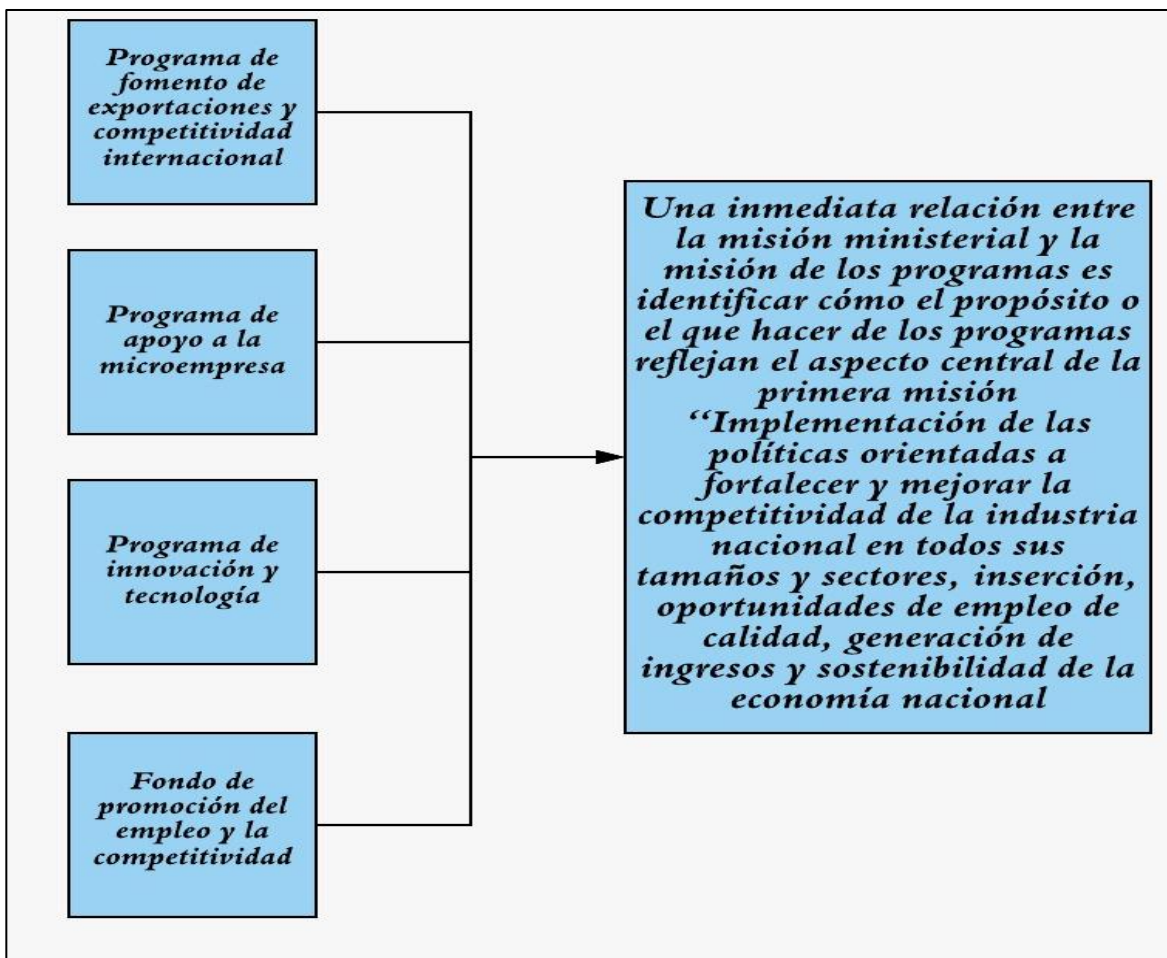 Programa de
fomento de
exportaciones y
competitividad
internacional
Programa de
apoyo a la
microempresa
Programa de
innovación y
tecnología
Fondo de
promoción del
empleo y la
competitividad
Una inmediata relación entre
la misión ministerial y la
misión de los programas es
identificar cómo el propósito o
el que hacer de los programas
reflejan el aspecto central de la
primera misión
“Implementación de las
políticas orientadas a
fortalecer y mejorar la
competitividad de la industria
nacional en todos sus
tamaños y sectores, inserción,
oportunidades de empleo de
calidad, generación de
ingresos y sostenibilidad de la
economía nacional